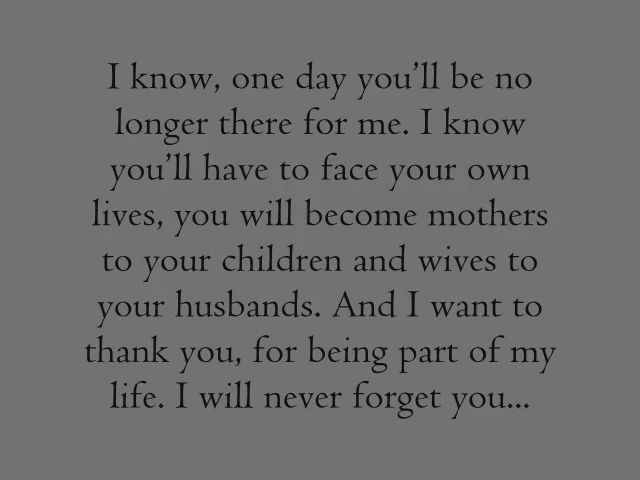 I know, one day you’ll be no
longer there for me. I know
you’ll have to face your own
lives, you will become mothers
to your children and wives to
your husbands. And I want to
thank you, for being part of my
life. I will never forget you...